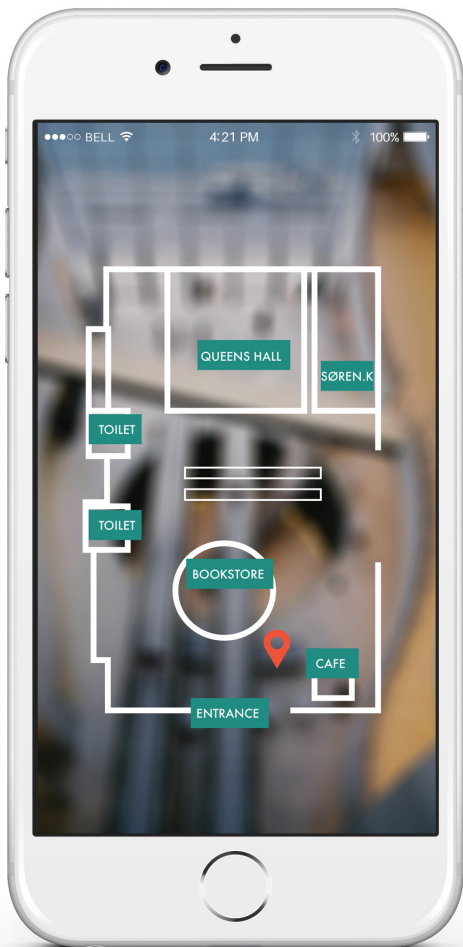 BELL 4:21 PM 100%
QUEENS HALL
SØREN.K
TOILET
TOILET
BOOKSTORE
CAFE
ENTRANCE